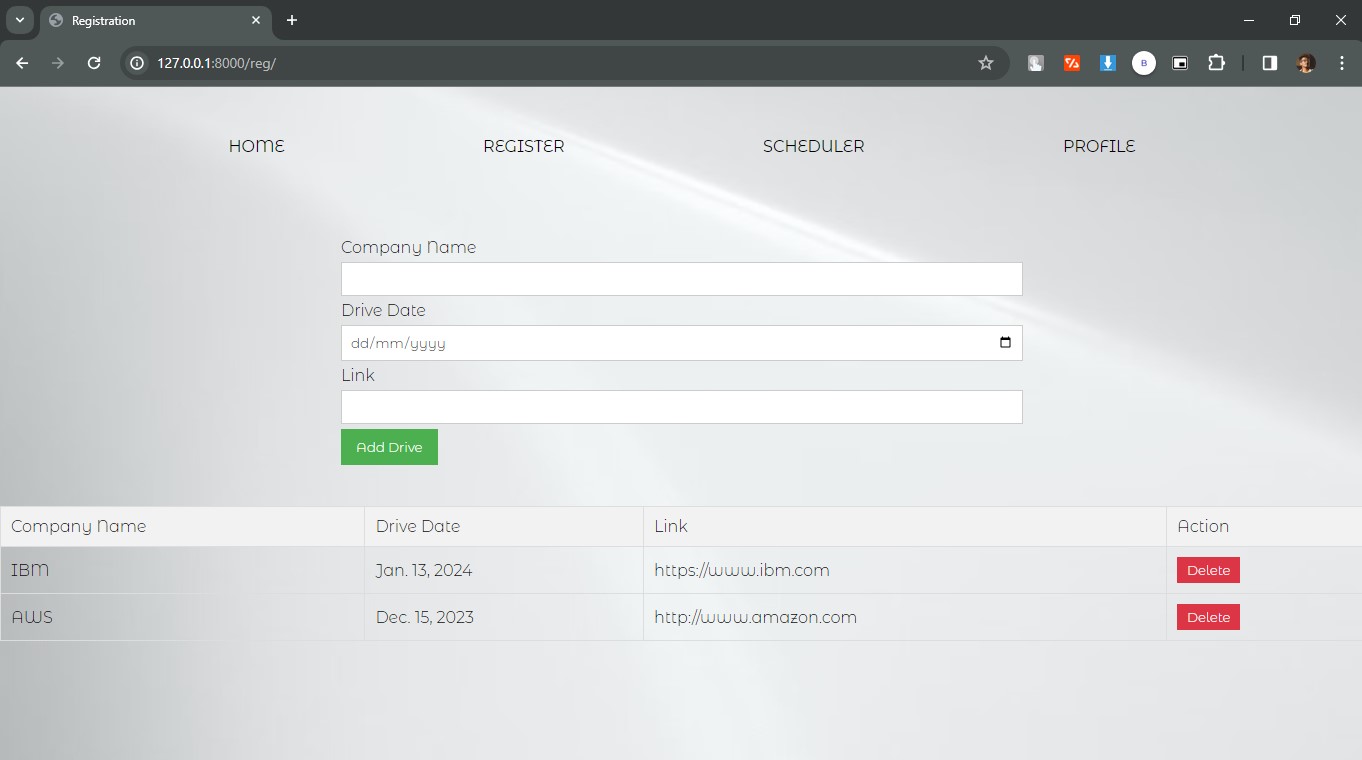 Registration
127.0.0.1:8000/reg/
B
HOME REGISTER SCHEDULER PROFILE
Company Name
Drive Date
dd/mm/yyyy
Link
Add Drive
Company Name Drive Date Link Action
IBM Jan. 13, 2024 https://www.ibm.com Delete
AWS Dec. 15, 2023 http://www.amazon.com Delete